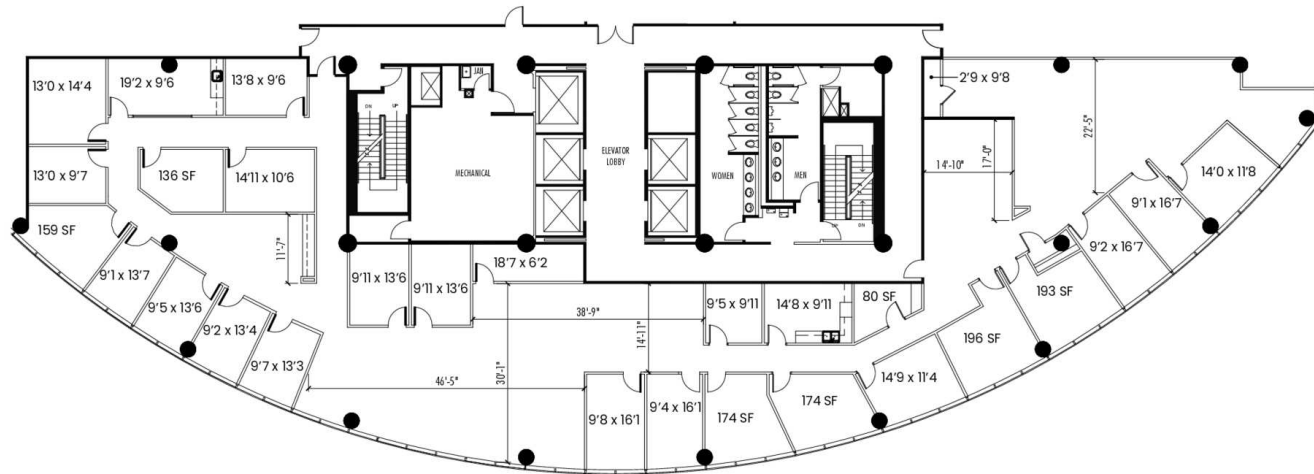 13'0 x 14'4
19'2 x 9'6
13'8 x 9'6
JAN
2'9 x 9'8
DN
UP
ELEVATOR
LOBBY
MECHANICAL
WOMEN
MEN
UP
DN
22'-5"
14'-10"
17'-0"
13'0 x 9'7
136 SF
14'11 x 10'6
14'0 x 11'8
9'1 x 16'7
9'2 x 16'7
159 SF
11'-7"
9'1 x 13'7
9'5 x 13'6
9'2 x 13'4
9'7 x 13'3
9'11 x 13'6
9'11 x 13'6
18'7 x 6'2
38'-9"
14'-11"
9'5 x 9'11
14'8 x 9'11
80 SF
193 SF
196 SF
46'-5"
30'-1"
9'8 x 16'1
9'4 x 16'1
174 SF
174 SF
14'9 x 11'4